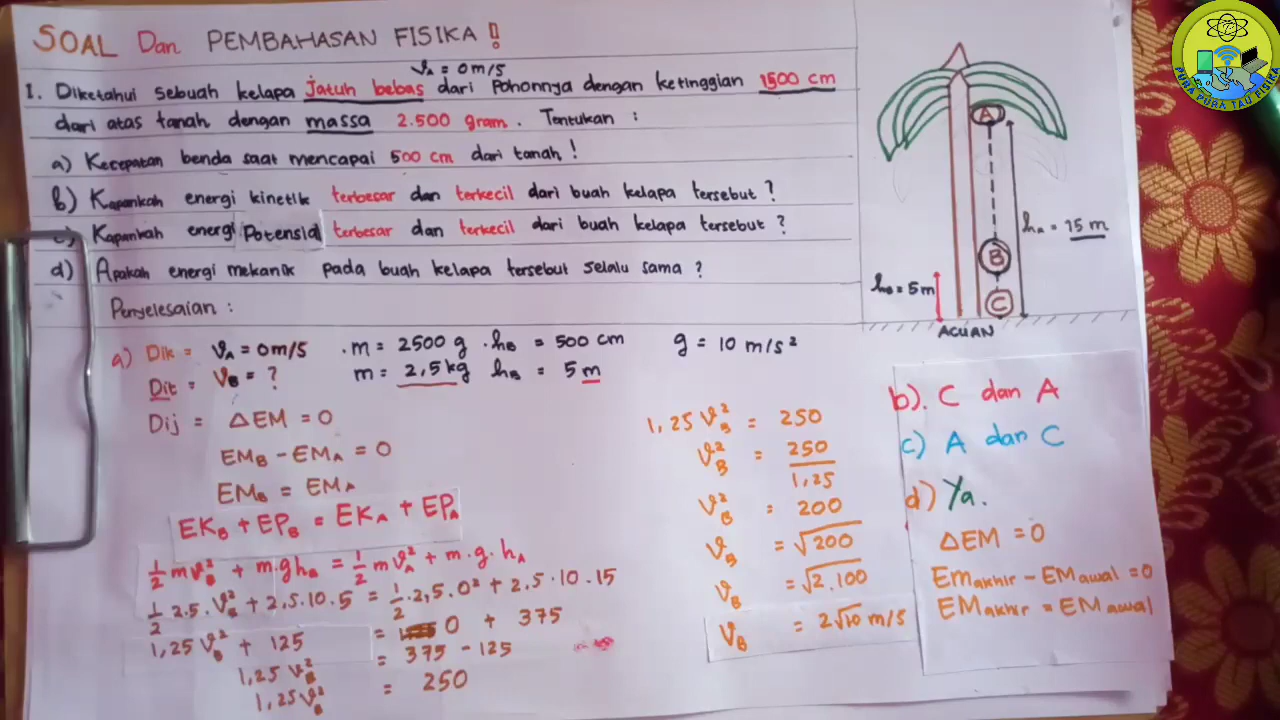 SOAL Dan PEMBAHASAN FISIKA !
VA = 0 m/s
1. Diketahui sebuah kelapa jatuh bebas dari Pohonnya dengan ketinggian 1500 cm
dari atas tanah dengan massa 2.500 gram. Tentukan :
a) Kecepatan benda saat mencapai 500 cm dari tanah !
b) Kapankah energi kinetik terbesar dan terkecil dari buah kelapa tersebut ?
c) Kapankah energi Potensial terbesar dan terkecil dari buah kelapa tersebut ?
d) Apakah energi mekanik pada buah kelapa tersebut selalu sama ?
Penyelesaian :
a) Dik = VA = 0 m/s . m = 2500 g . hB = 500 cm g = 10 m/s²
m = 2,5 kg hB = 5 m
Dit = VB = ?
Dij = ΔEM = 0
EMB - EMA = 0
EMB = EMA
EKB + EPB = EKA + EPA
½ mVB² + m.g hB = ½ mVA² + m.g.hA
½ 2.5.VB² + 2,5.10.5 = ½.2,5.0² + 2,5.10.15
1,25 VB² + 125 = 0 + 375
1,25 VB² = 375 - 125
1,25 VB² = 250
1,25 VB² = 250
VB² = 250/1,25
VB² = 200
VB = √200
VB = √2.100
VB = 2√10 m/s
A
B
C
hA = 15 m
hB = 5 m
ACUAN
b). C dan A
c) A dan C
d) Ya.
ΔEM = 0
Emakhir - EMawal = 0
EMakhir = EMawal
PURA PURA TAU FISIKA